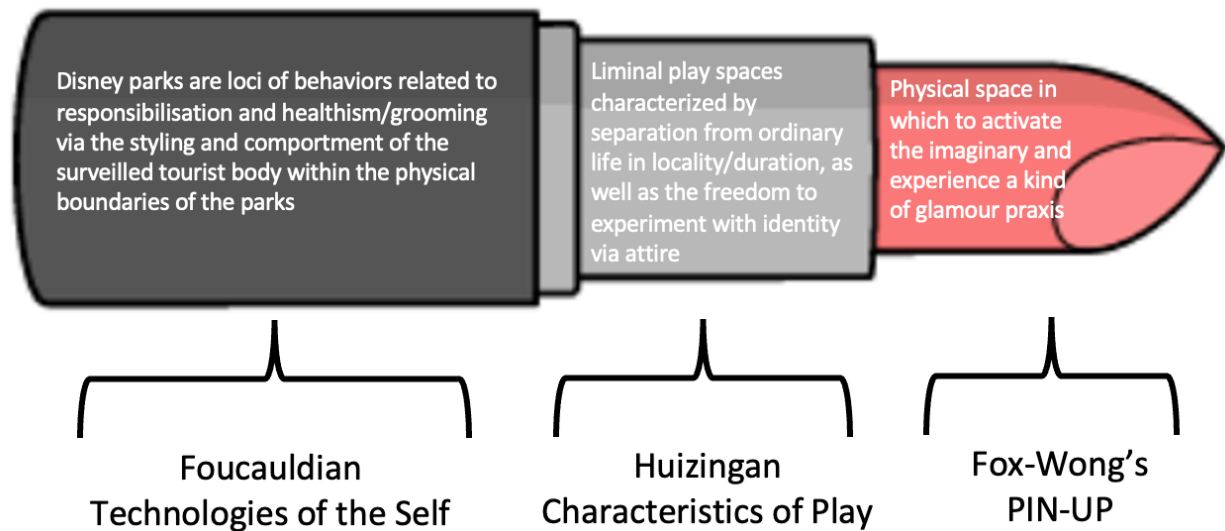 Disney parks are loci of behaviors related to
responsibilisation and healthism/grooming
via the styling and comportment of the
surveilled tourist body within the physical
boundaries of the parks
Liminal play spaces
characterized by
separation from ordinary
life in locality/duration, as
well as the freedom to
experiment with identity
via attire
Physical space in
which to activate
the imaginary and
experience a kind
of glamour praxis
Foucauldian
Technologies of the Self
Huizingan
Characteristics of Play
Fox-Wong's
PIN-UP